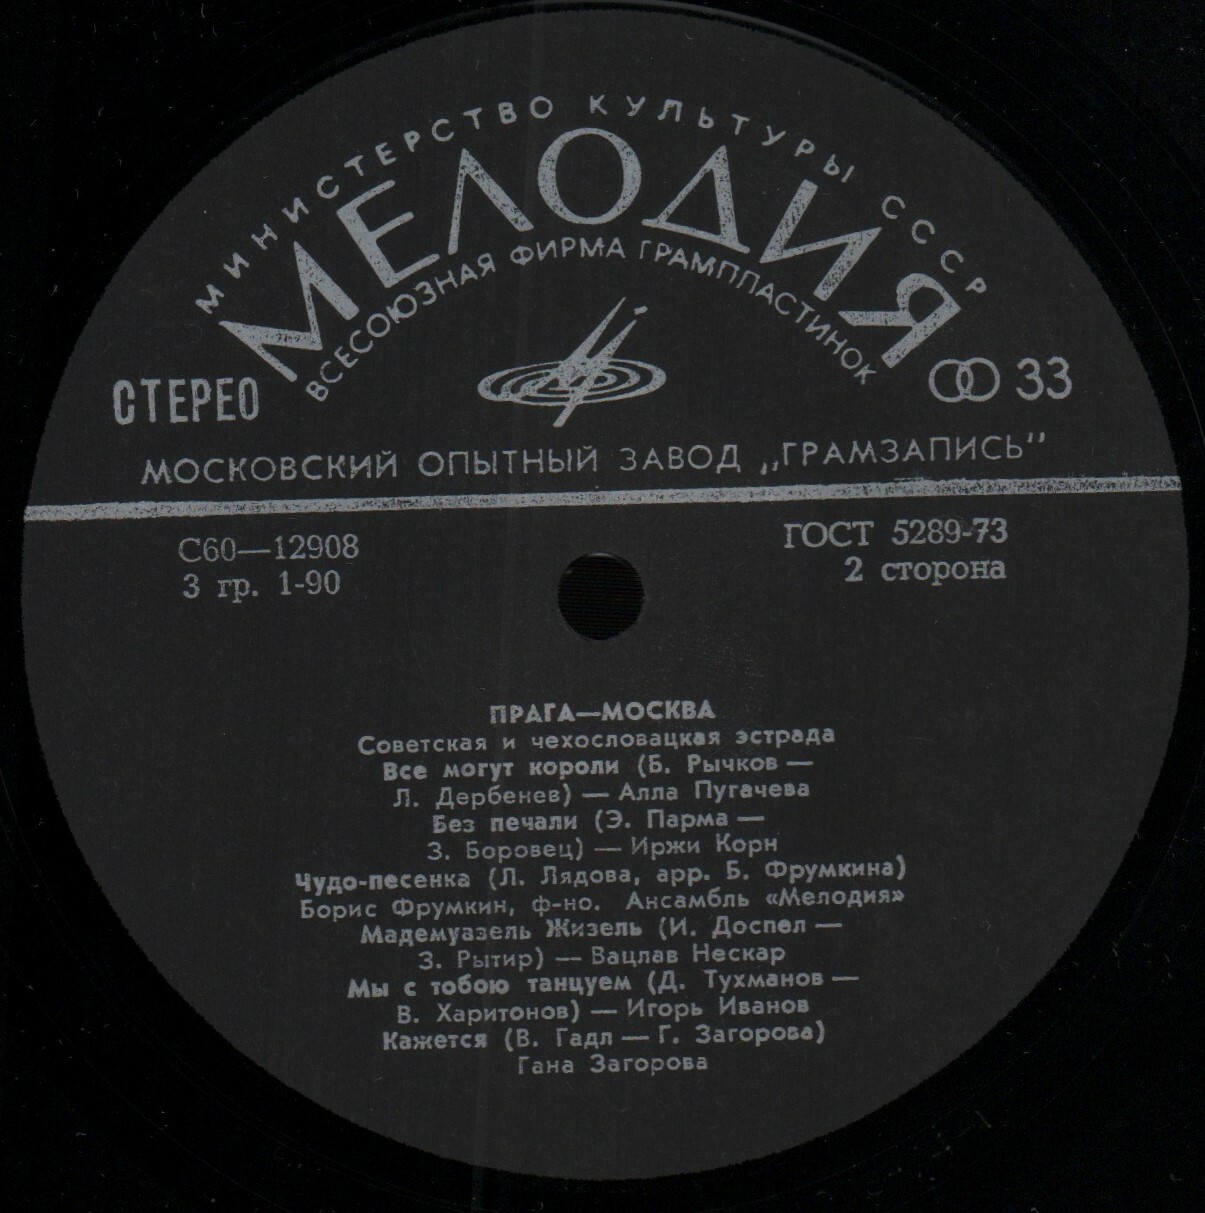 МИНИСТЕРСТВО КУЛЬТУРЫ СССР
МЕЛОДИЯ
ВСЕСОЮЗНАЯ ФИРМА ГРАМПЛАСТИНОК
СТЕРЕО
33
МОСКОВСКИЙ ОПЫТНЫЙ ЗАВОД „ГРАМЗАПИСЬ"
С60—12908
ГОСТ 5289-73
3 гр. 1-90
2 сторона
ПРАГА—МОСКВА
Советская и чехословацкая эстрада
Все могут короли (Б. Рычков —
Л. Дербенев) — Алла Пугачева
Без печали (Э. Парма —
З. Боровец) — Иржи Корн
Чудо-песенка (Л. Лядова, арр. Б. Фрумкина)
Борис Фрумкин, ф-но. Ансамбль «Мелодия»
Мадемуазель Жизель (И. Доспел —
З. Рытир) — Вацлав Нескар
Мы с тобою танцуем (Д. Тухманов —
В. Харитонов) — Игорь Иванов
Кажется (В. Гадл — Г. Загорова)
Гана Загорова